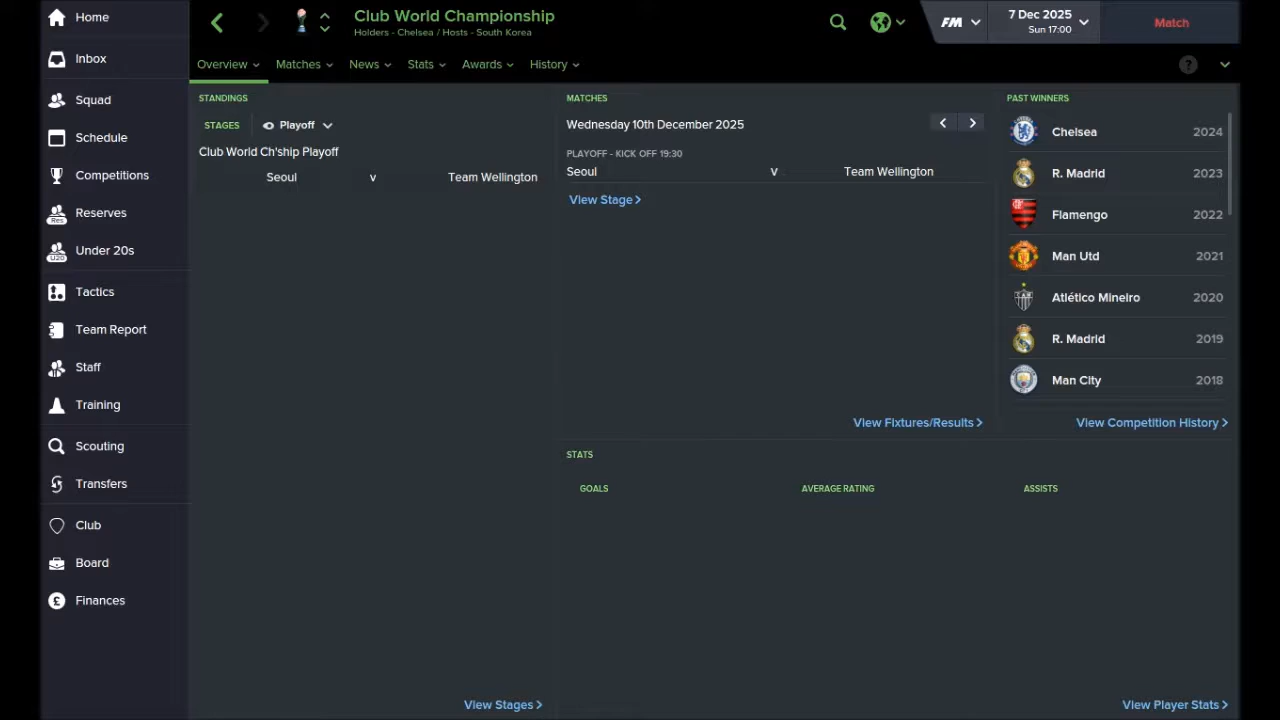 Home
Inbox
Squad
Schedule
Competitions
Reserves
Res
Under 20s
U20
Tactics
Team Report
Staff
Training
Scouting
Transfers
Club
Board
£
Finances
Club World Championship
Holders - Chelsea / Hosts - South Korea
FM
7 Dec 2025
Sun 17:00
Match
Overview
Matches
News
Stats
Awards
History
?
STANDINGS
STAGES
Playoff
Club World Ch'ship Playoff
Seoul v Team Wellington
View Stages
MATCHES
Wednesday 10th December 2025
PLAYOFF - KICK OFF 19:30
Seoul v Team Wellington
View Stage
View Fixtures/Results
PAST WINNERS
Chelsea 2024
R. Madrid 2023
Flamengo 2022
Man Utd 2021
Atlético Mineiro 2020
R. Madrid 2019
Man City 2018
View Competition History
STATS
GOALS AVERAGE RATING ASSISTS
View Player Stats